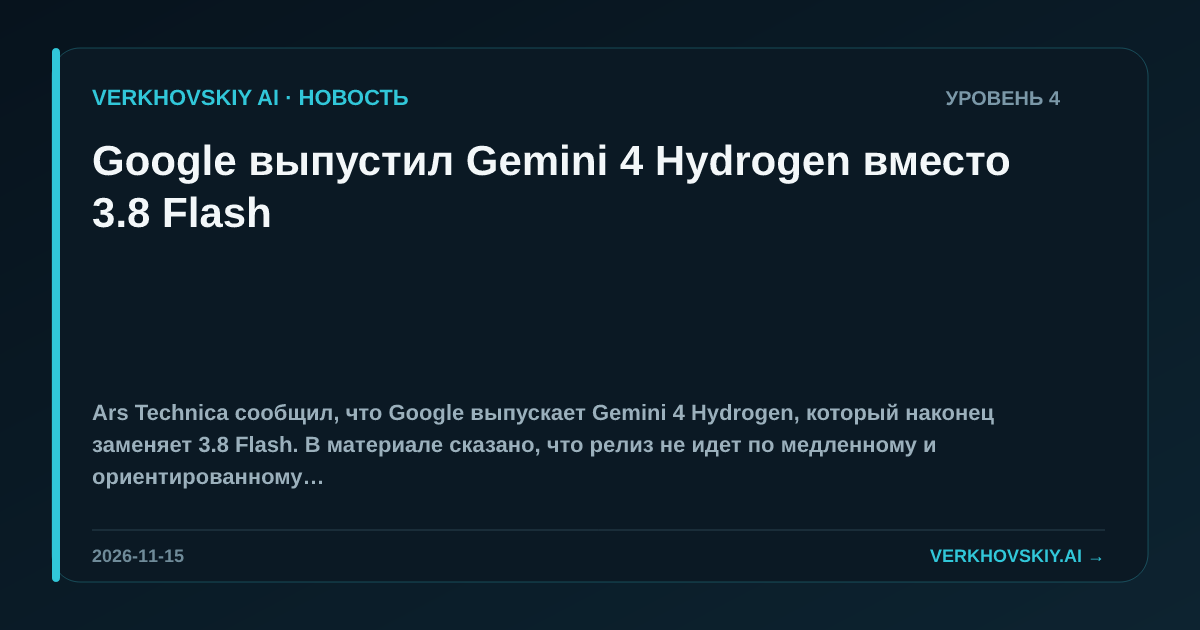 VERKHOVSKIY AI · НОВОСТЬ
УРОВЕНЬ 4
Google выпустил Gemini 4 Hydrogen вместо
3.8 Flash
Ars Technica сообщил, что Google выпускает Gemini 4 Hydrogen, который наконец
заменяет 3.8 Flash. В материале сказано, что релиз не идет по медленному и
ориентированному…
2026-11-15
VERKHOVSKIY.AI →